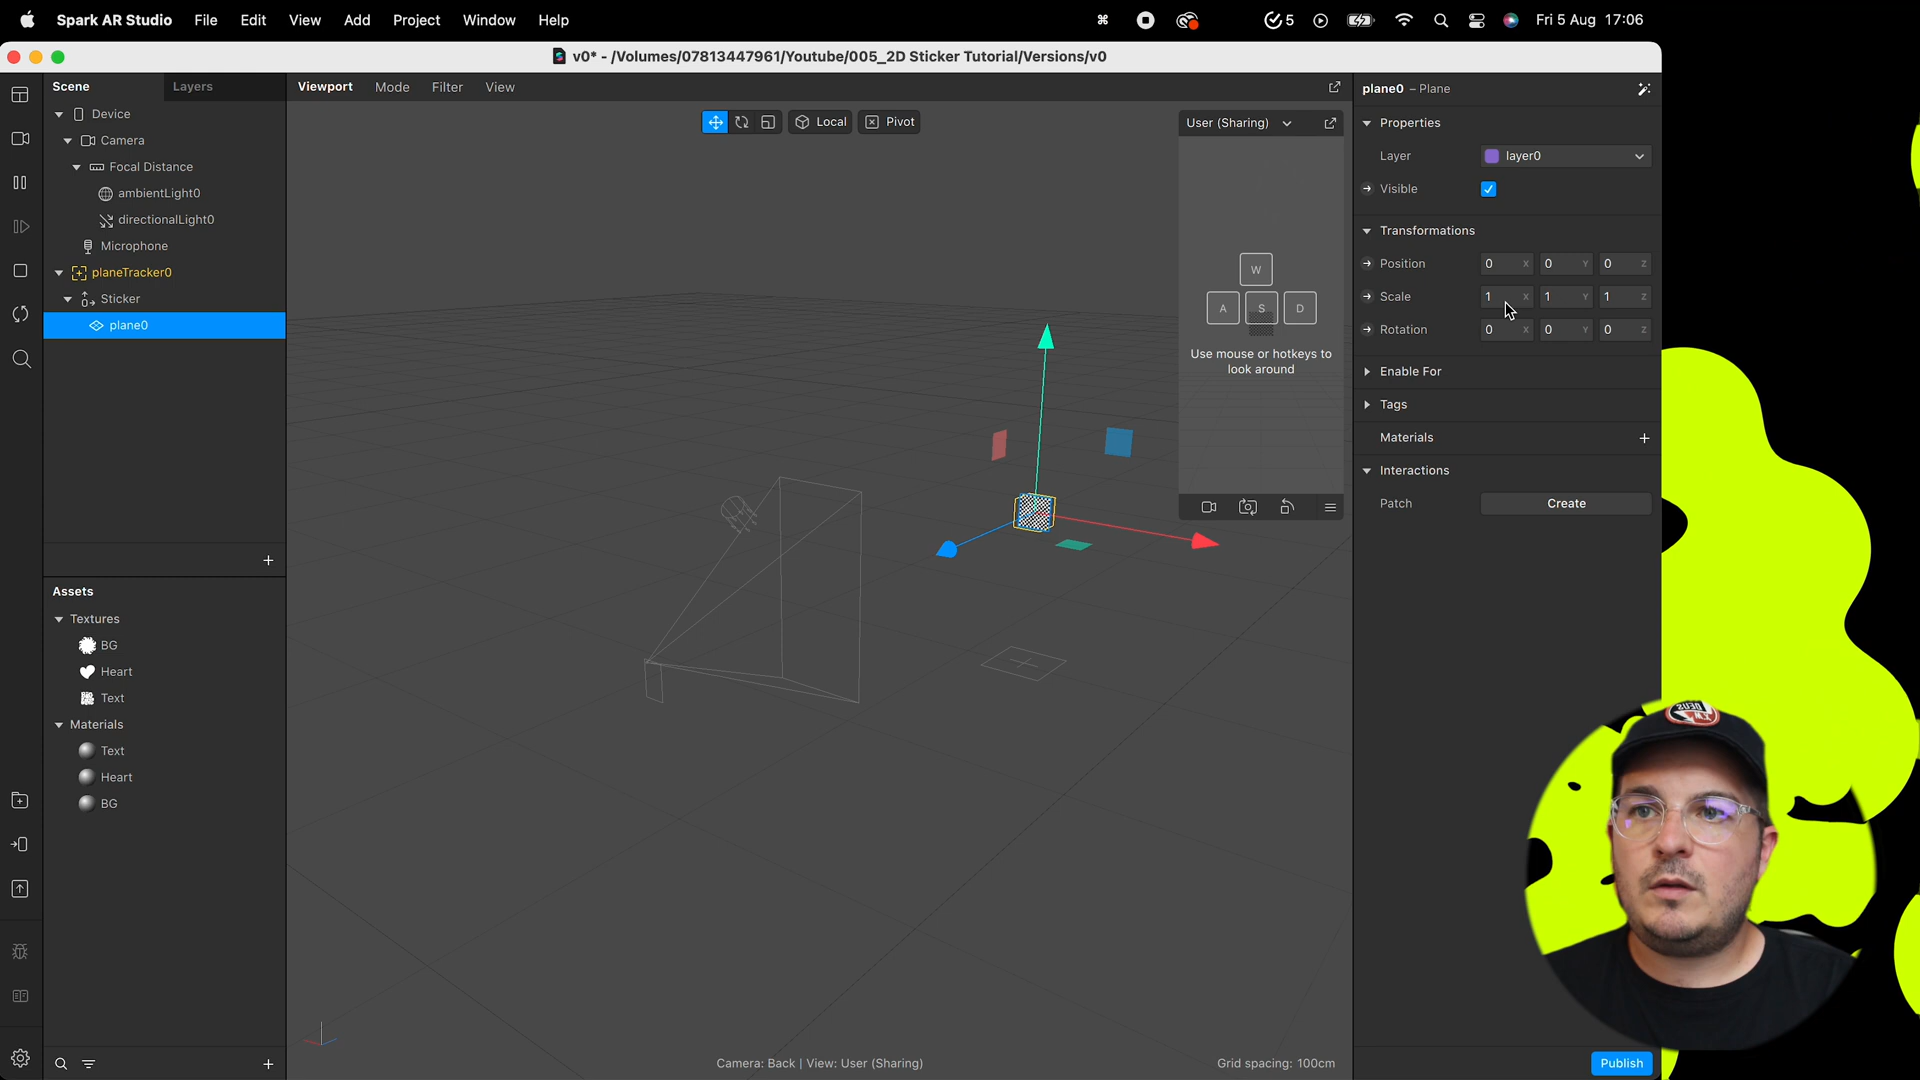 Spark AR Studio File Edit View Add Project Window Help
5 Fri 5 Aug 17:06
v0* - /Volumes/07813447961/Youtube/005_2D Sticker Tutorial/Versions/v0
Scene Layers
Device
Camera
Focal Distance
ambientLight0
directionalLight0
Microphone
planeTracker0
Sticker
plane0
Assets
Textures
BG
Heart
Text
Materials
Text
Heart
BG
Viewport Mode Filter View
Local Pivot
User (Sharing)
W
A S D
Use mouse or hotkeys to
look around
Camera: Back | View: User (Sharing)
Grid spacing: 100cm
plane0 – Plane
Properties
Layer layer0
Visible
Transformations
Position 0 X 0 Y 0 Z
Scale 1 X 1 Y 1 Z
Rotation 0 X 0 Y 0 Z
Enable For
Tags
Materials
Interactions
Patch Create
Publish